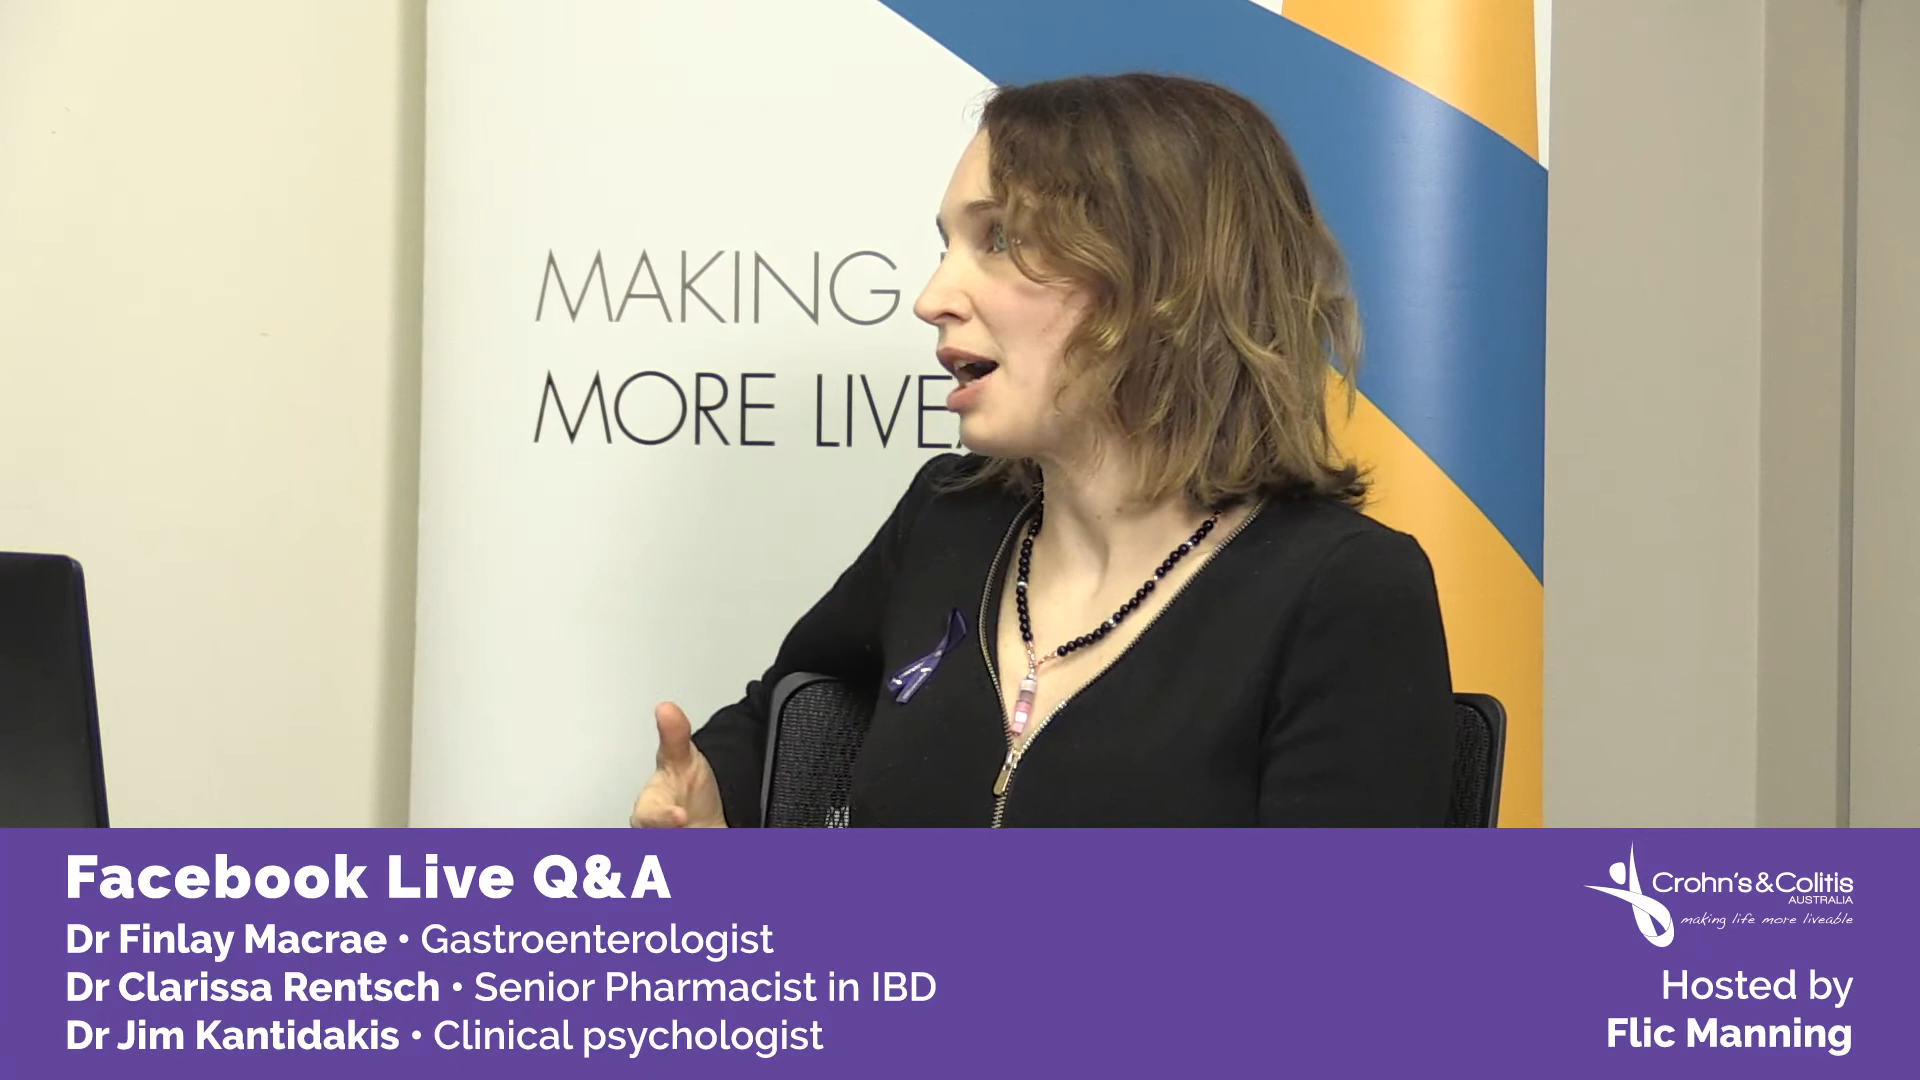 MAKING
MORE LIVE
Facebook Live Q&A
Dr Finlay Macrae • Gastroenterologist
Dr Clarissa Rentsch • Senior Pharmacist in IBD
Dr Jim Kantidakis • Clinical psychologist
Crohn's & Colitis
AUSTRALIA
making life more liveable
Hosted by
Flic Manning